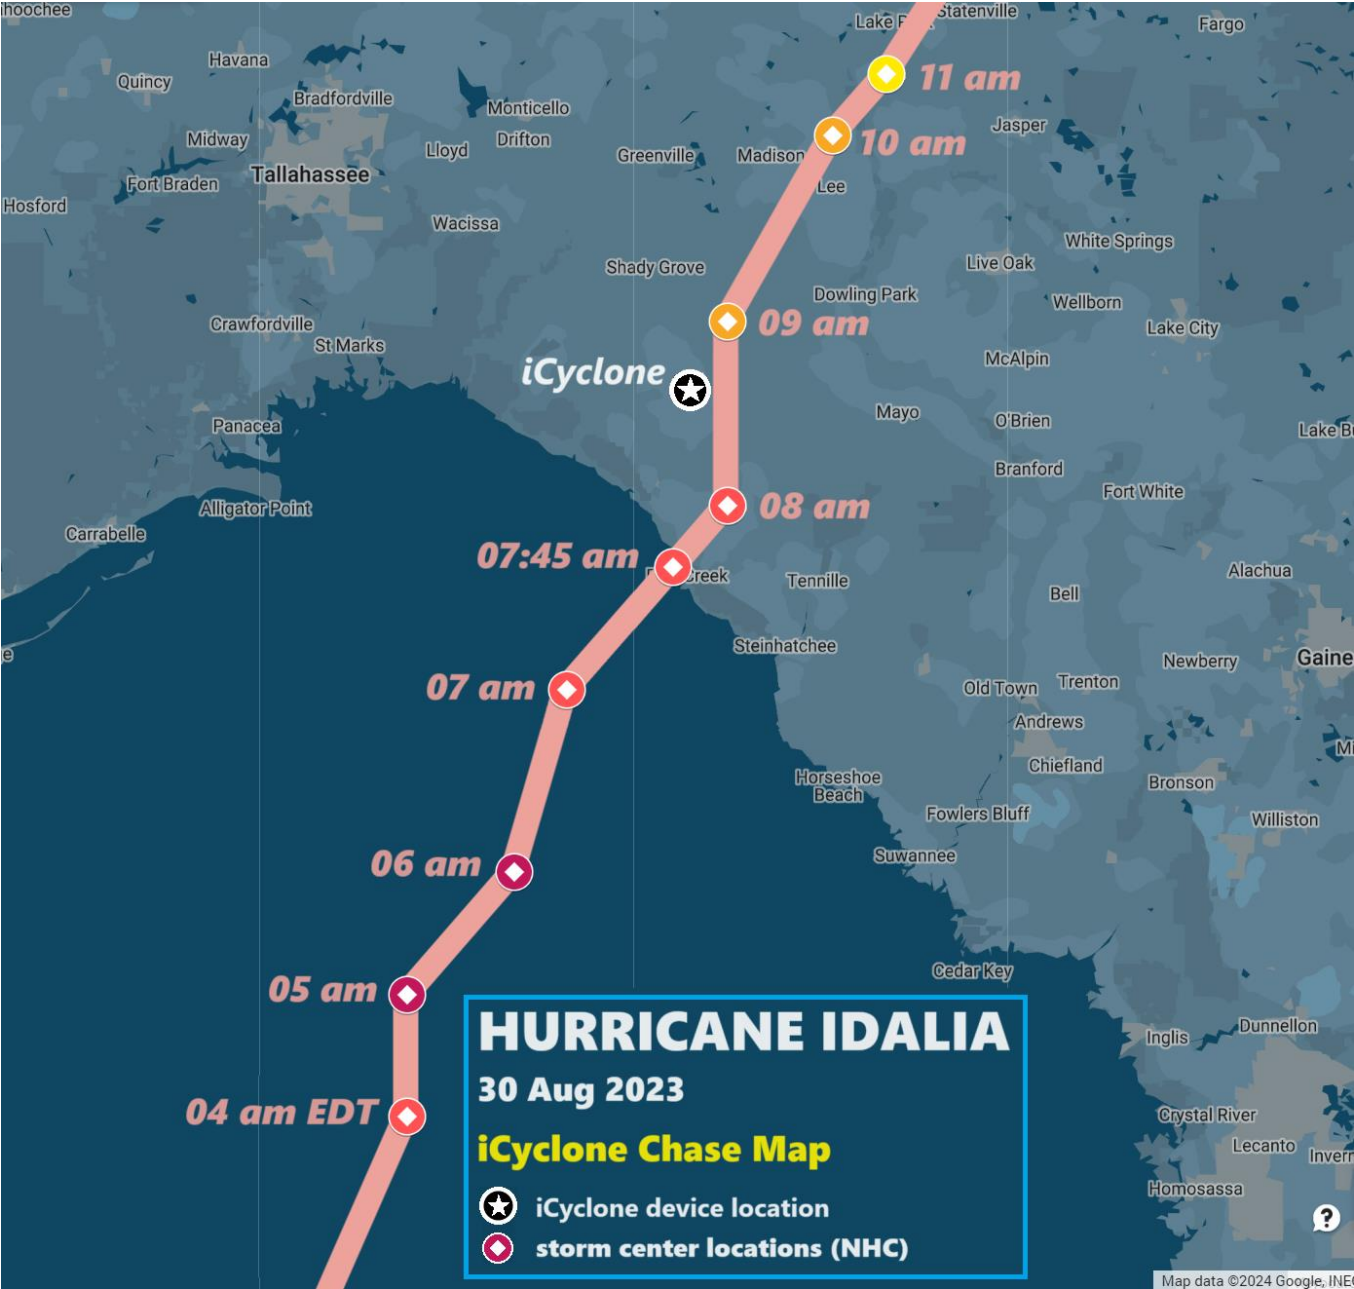 hoochee
Statenville
Lake
Fargo
Havana
Quincy
11 am
Bradfordville
Monticello
Jasper
Midway
Drifton
10 am
Lloyd
Greenville
Madison
Tallahassee
Fort Braden
Lee
Hosford
Wacissa
White Springs
Shady Grove
Live Oak
Dowling Park
Wellborn
Crawfordville
09 am
Lake City
St Marks
McAlpin
iCyclone
Mayo
O'Brien
Panacea
Lake B
Branford
Fort White
Alligator Point
08 am
Carrabelle
07:45 am
Creek
Tennille
Alachua
Bell
Steinhatchee
e
Newberry
Gaine
07 am
Old Town
Trenton
Andrews
Mi
Chiefland
Horseshoe
Beach
Bronson
Fowlers Bluff
Williston
06 am
Suwannee
Cedar Key
05 am
HURRICANE IDALIA
Dunnellon
Inglis
30 Aug 2023
04 am EDT
Crystal River
iCyclone Chase Map
Lecanto
Invern
Homosassa
iCyclone device location
?
storm center locations (NHC)
Map data ©2024 Google, INEG